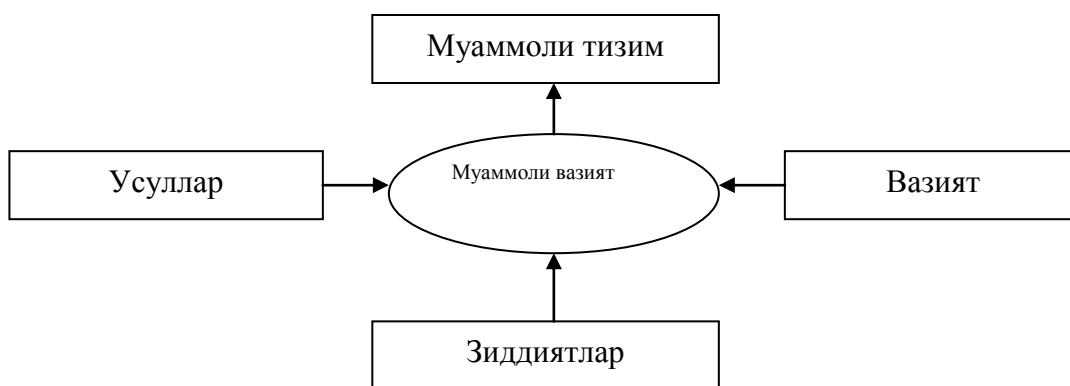 Муаммоли тизим
Усуллар
Муаммоли вазият
Вазият
Зиддиятлар